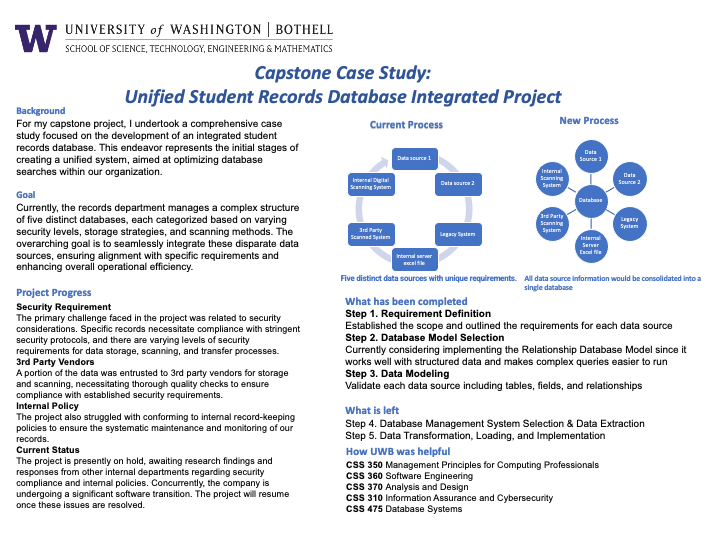 W UNIVERSITY of WASHINGTON | BOTHELL
SCHOOL OF SCIENCE, TECHNOLOGY, ENGINEERING & MATHEMATICS
Capstone Case Study:
Unified Student Records Database Integrated Project
Background
For my capstone project, I undertook a comprehensive case
study focused on the development of an integrated student
records database. This endeavor represents the initial stages of
creating a unified system, aimed at optimizing database
searches within our organization.
Goal
Currently, the records department manages a complex structure
of five distinct databases, each categorized based on varying
security levels, storage strategies, and scanning methods. The
overarching goal is to seamlessly integrate these disparate data
sources, ensuring alignment with specific requirements and
enhancing overall operational efficiency.
Project Progress
Security Requirement
The primary challenge faced in the project was related to security
considerations. Specific records necessitate compliance with stringent
security protocols, and there are varying levels of security
requirements for data storage, scanning, and transfer processes.
3rd Party Vendors
A portion of the data was entrusted to 3rd party vendors for storage
and scanning, necessitating thorough quality checks to ensure
compliance with established security requirements.
Internal Policy
The project also struggled with conforming to internal record-keeping
policies to ensure the systematic maintenance and monitoring of our
records.
Current Status
The project is presently on hold, awaiting research findings and
responses from other internal departments regarding security
compliance and internal policies. Concurrently, the company is
undergoing a significant software transition. The project will resume
once these issues are resolved.
Current Process
Data source 1
Data source 2
Legacy System
Internal server
excel file
3rd Party
Scanned System
Internal Digital
Scanning System
Five distinct data sources with unique requirements.
New Process
Data
Source 1
Data
Source 2
Legacy
System
Internal
Server
Excel file
3rd Party
Scanning
System
Internal
Scanning
System
Database
All data source information would be consolidated into a
single database
What has been completed
Step 1. Requirement Definition
Established the scope and outlined the requirements for each data source
Step 2. Database Model Selection
Currently considering implementing the Relationship Database Model since it
works well with structured data and makes complex queries easier to run
Step 3. Data Modeling
Validate each data source including tables, fields, and relationships
What is left
Step 4. Database Management System Selection & Data Extraction
Step 5. Data Transformation, Loading, and Implementation
How UWB was helpful
CSS 350 Management Principles for Computing Professionals
CSS 360 Software Engineering
CSS 370 Analysis and Design
CSS 310 Information Assurance and Cybersecurity
CSS 475 Database Systems